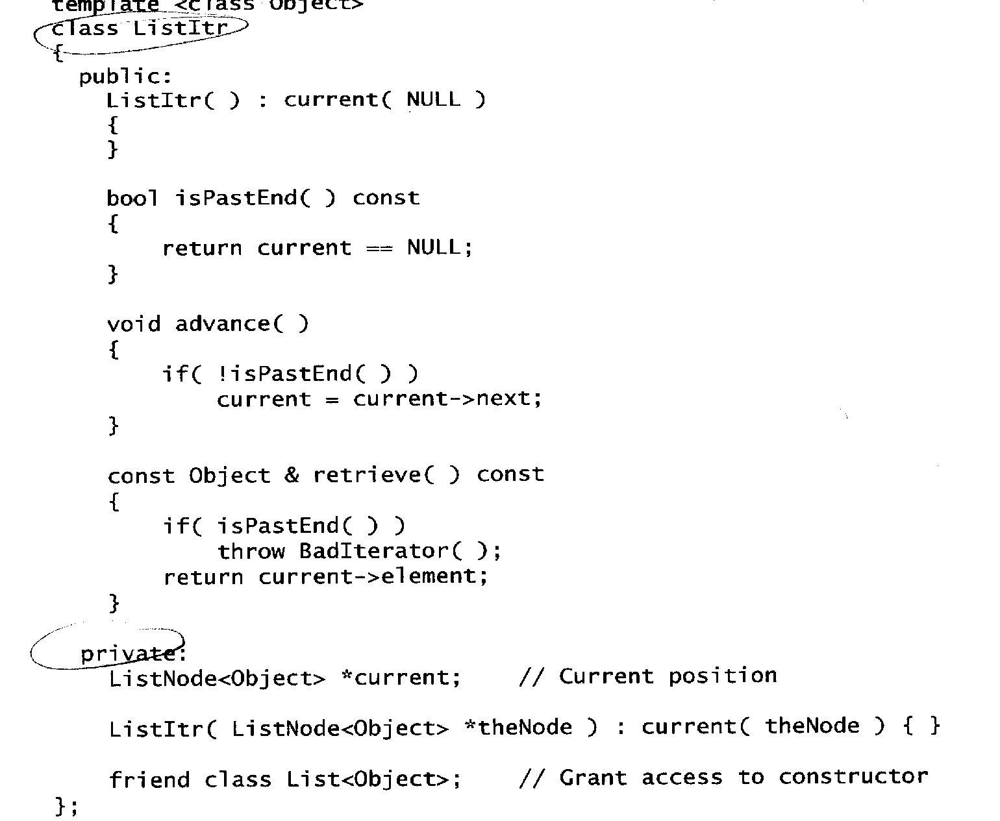 template <class Object>
class ListItr
{
  public:
    ListItr( ) : current( NULL )
    {
    }

    bool isPastEnd( ) const
    {
        return current == NULL;
    }

    void advance( )
    {
        if( !isPastEnd( ) )
            current = current->next;
    }

    const Object & retrieve( ) const
    {
        if( isPastEnd( ) )
            throw BadIterator( );
        return current->element;
    }

  private:
    ListNode<Object> *current;    // Current position

    ListItr( ListNode<Object> *theNode ) : current( theNode ) { }

    friend class List<Object>;    // Grant access to constructor
};